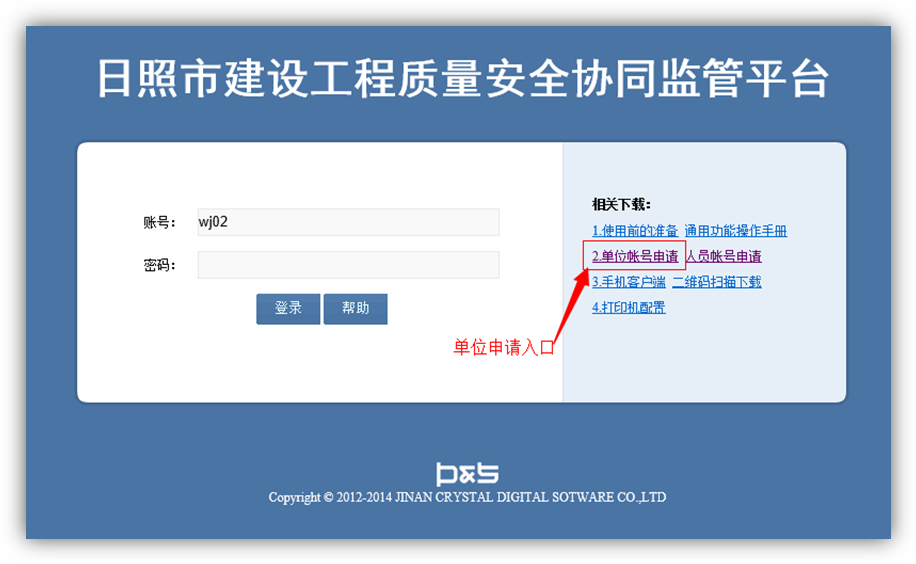 日照市建设工程质量安全协同监管平台
账号： wj02
密码：
登录 帮助
相关下载：
1.使用前的准备 通用功能操作手册
2.单位帐号申请 人员帐号申请
3.手机客户端 二维码扫描下载
4.打印机配置
单位申请入口
b&s
Copyright © 2012-2014 JINAN CRYSTAL DIGITAL SOTWARE CO.,LTD